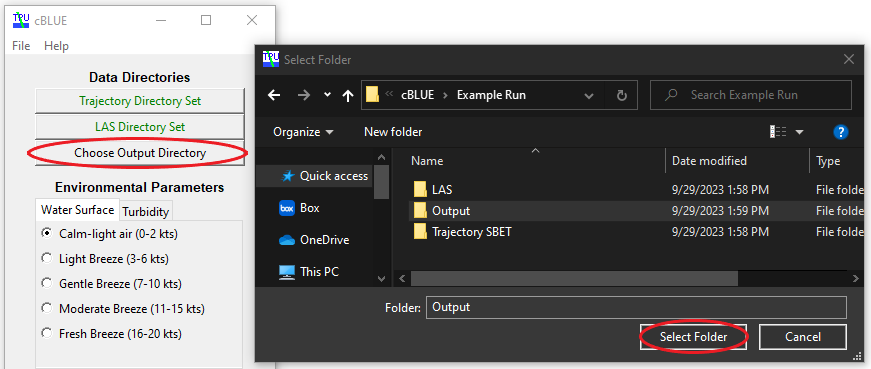 TPU cBLUE
File Help
Data Directories
Trajectory Directory Set
LAS Directory Set
Choose Output Directory
Environmental Parameters
Water Surface Turbidity
Calm-light air (0-2 kts)
Light Breeze (3-6 kts)
Gentle Breeze (7-10 kts)
Moderate Breeze (11-15 kts)
Fresh Breeze (16-20 kts)
TPU Select Folder
« cBLUE › Example Run
Search Example Run
Organize New folder
?
Quick access
box Box
OneDrive
This PC
Name Date modified Type
LAS 9/29/2023 1:58 PM File folde
Output 9/29/2023 1:59 PM File folde
Trajectory SBET 9/29/2023 1:58 PM File folde
Folder: Output
Select Folder Cancel